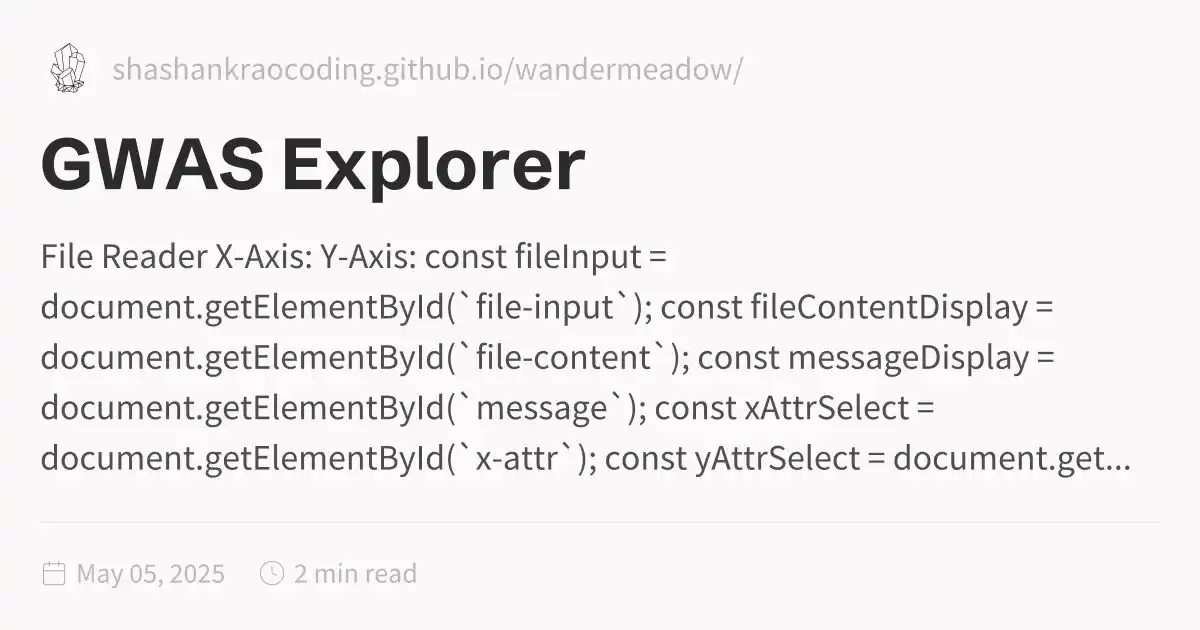 shashankraocoding.github.io/wandermeadow/
GWAS Explorer
File Reader X-Axis: Y-Axis: const fileInput =
document.getElementById(`file-input`); const fileContentDisplay =
document.getElementById(`file-content`); const messageDisplay =
document.getElementById(`message`); const xAttrSelect =
document.getElementById(`x-attr`); const yAttrSelect = document.get...
May 05, 2025 2 min read